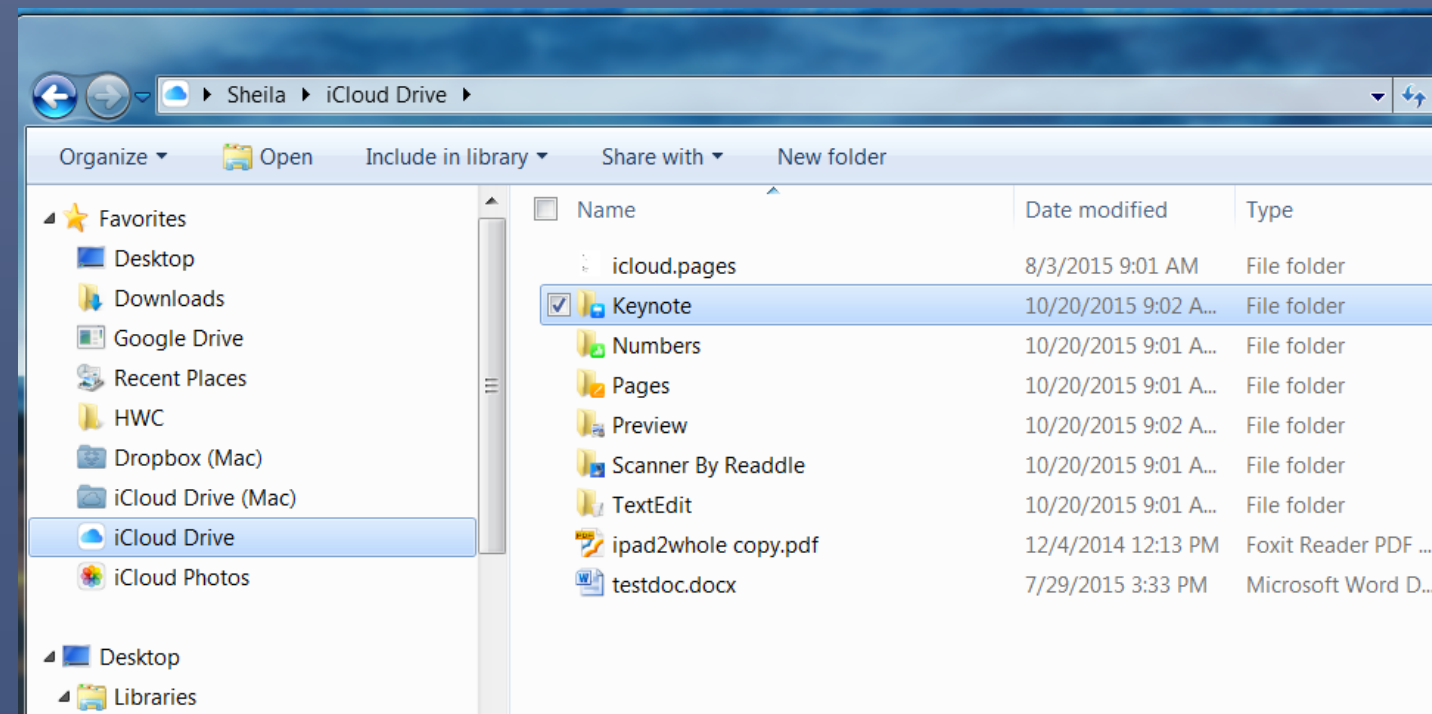 Sheila iCloud Drive
Organize Open Include in library Share with New folder
Favorites
Desktop
Downloads
Google Drive
Recent Places
HWC
Dropbox (Mac)
iCloud Drive (Mac)
iCloud Drive
iCloud Photos
Desktop
Libraries
Name Date modified Type
icloud.pages 8/3/2015 9:01 AM File folder
Keynote 10/20/2015 9:02 A... File folder
Numbers 10/20/2015 9:01 A... File folder
Pages 10/20/2015 9:01 A... File folder
Preview 10/20/2015 9:02 A... File folder
Scanner By Readdle 10/20/2015 9:01 A... File folder
TextEdit 10/20/2015 9:01 A... File folder
ipad2whole copy.pdf 12/4/2014 12:13 PM Foxit Reader PDF ...
testdoc.docx 7/29/2015 3:33 PM Microsoft Word D...